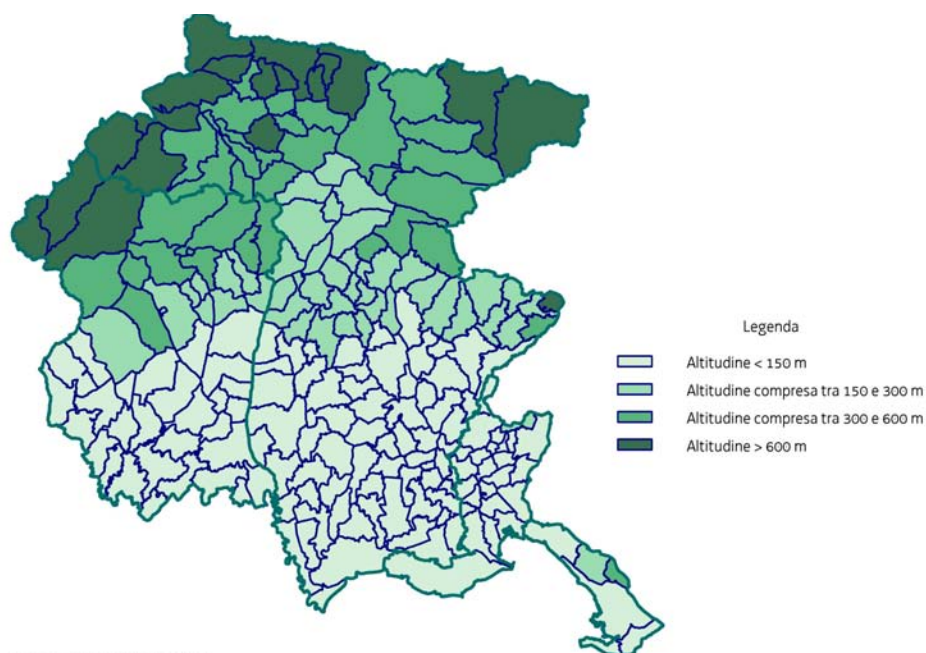 Legenda
Altitudine < 150 m
Altitudine compresa tra 150 e 300 m
Altitudine compresa tra 300 e 600 m
Altitudine > 600 m